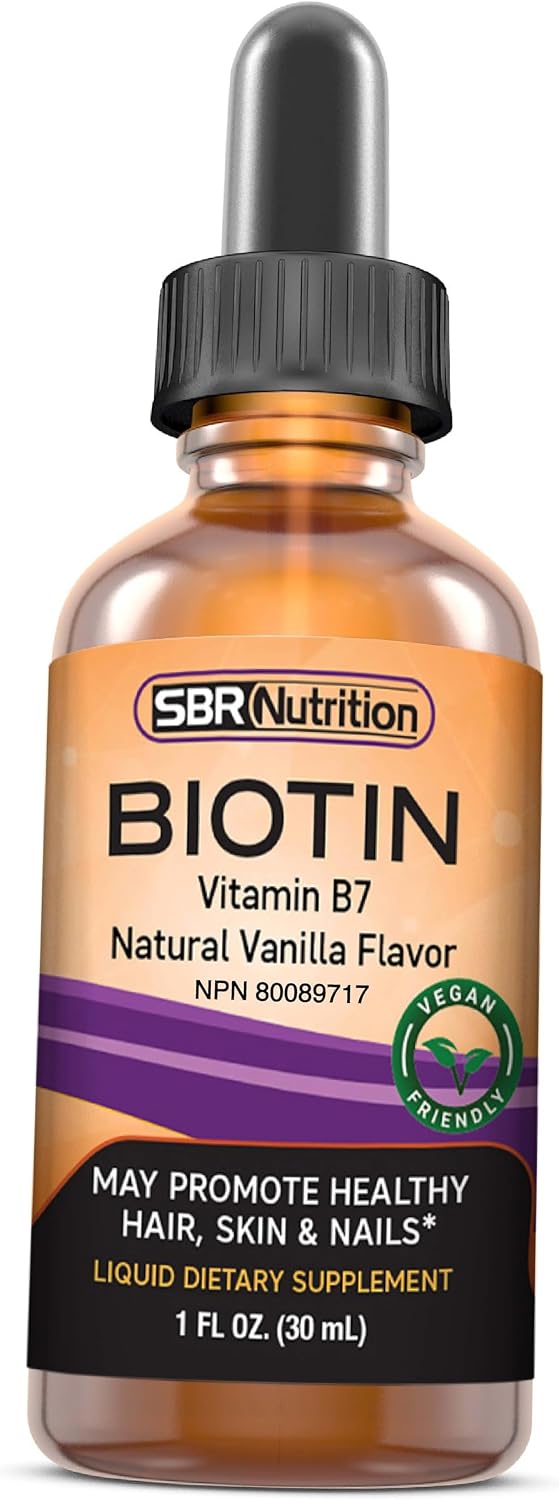 SBR Nutrition
BIOTIN
Vitamin B7
Natural Vanilla Flavor
NPN 80089717
VEGAN
FRIENDLY
MAY PROMOTE HEALTHY
HAIR, SKIN & NAILS*
LIQUID DIETARY SUPPLEMENT
1 FL OZ. (30 mL)